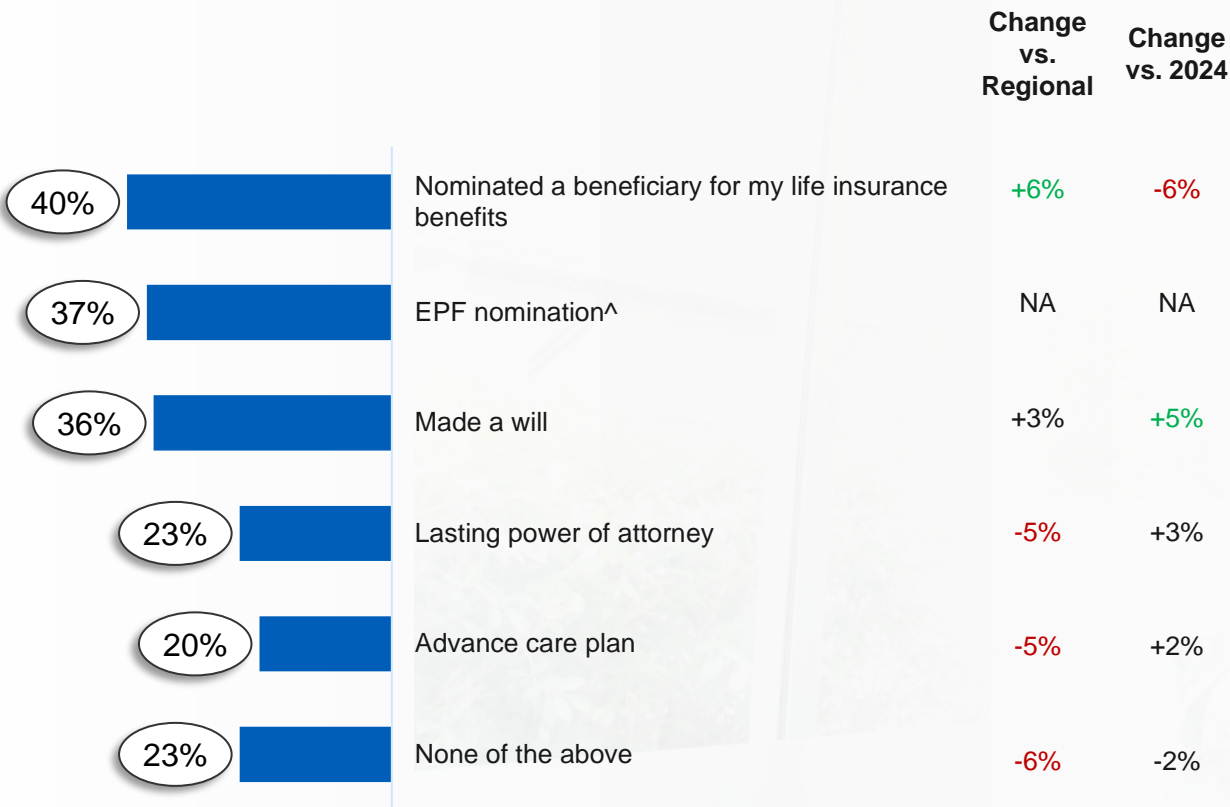 Change
vs.
Regional
Change
vs. 2024
40%
Nominated a beneficiary for my life insurance
benefits
+6%
-6%
37%
EPF nomination^
NA
NA
36%
Made a will
+3%
+5%
23%
Lasting power of attorney
-5%
+3%
20%
Advance care plan
-5%
+2%
23%
None of the above
-6%
-2%